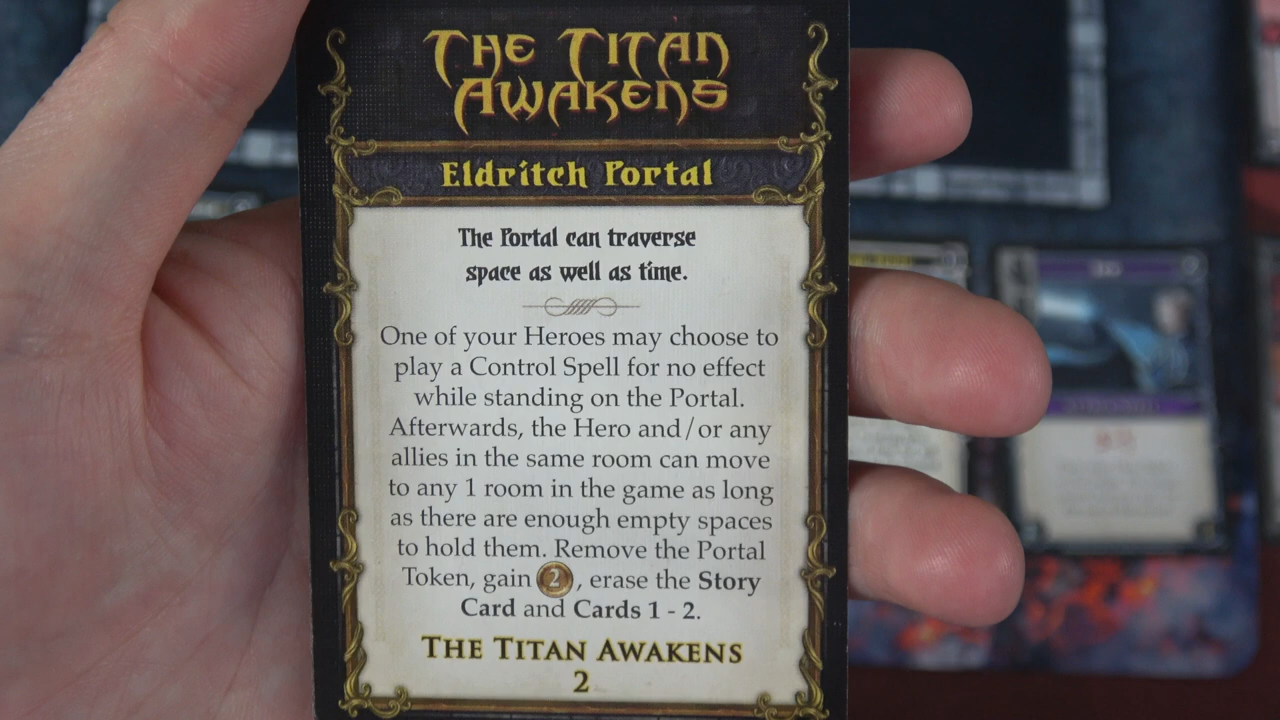 THE TITAN
AWAKENS
Eldritch Portal
The Portal can traverse
space as well as time.
One of your Heroes may choose to
play a Control Spell for no effect
while standing on the Portal.
Afterwards, the Hero and/or any
allies in the same room can move
to any 1 room in the game as long
as there are enough empty spaces
to hold them. Remove the Portal
Token, gain 2, erase the Story
Card and Cards 1 - 2.
THE TITAN AWAKENS
2